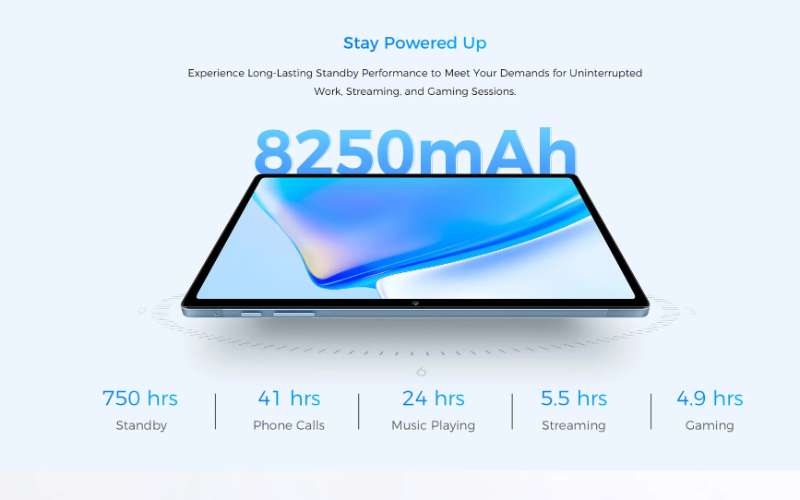 Stay Powered Up
Experience Long-Lasting Standby Performance to Meet Your Demands for Uninterrupted
Work, Streaming, and Gaming Sessions.
8250mAh
6
750 hrs
41 hrs
24 hrs
5.5 hrs
4.9 hrs
Standby
Phone Calls
Music Playing
Streaming
Gaming